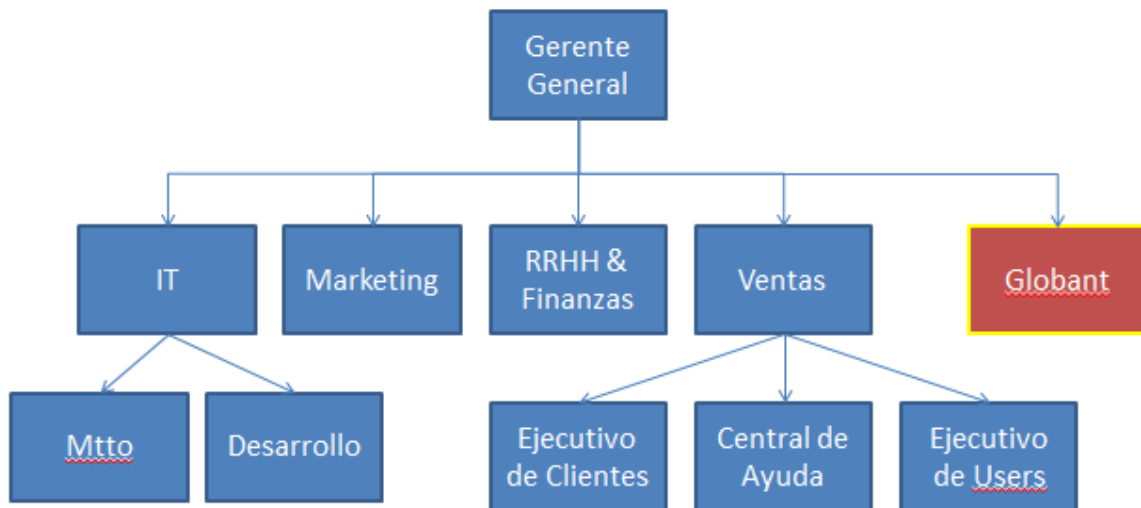 Gerente
General
IT
Marketing
RRHH &
Finanzas
Ventas
Globant
Mtto
Desarrollo
Ejecutivo
de Clientes
Central de
Ayuda
Ejecutivo
de Users